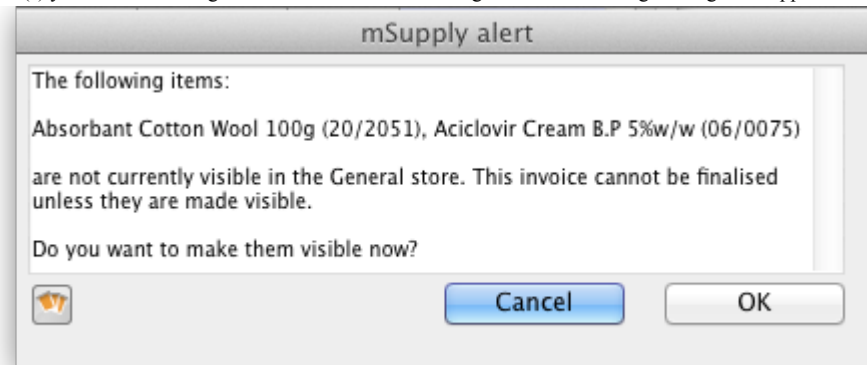 mSupply alert
The following items:
Absorbant Cotton Wool 100g (20/2051), Aciclovir Cream B.P 5%w/w (06/0075)
are not currently visible in the General store. This invoice cannot be finalised
unless they are made visible.
Do you want to make them visible now?
Cancel OK